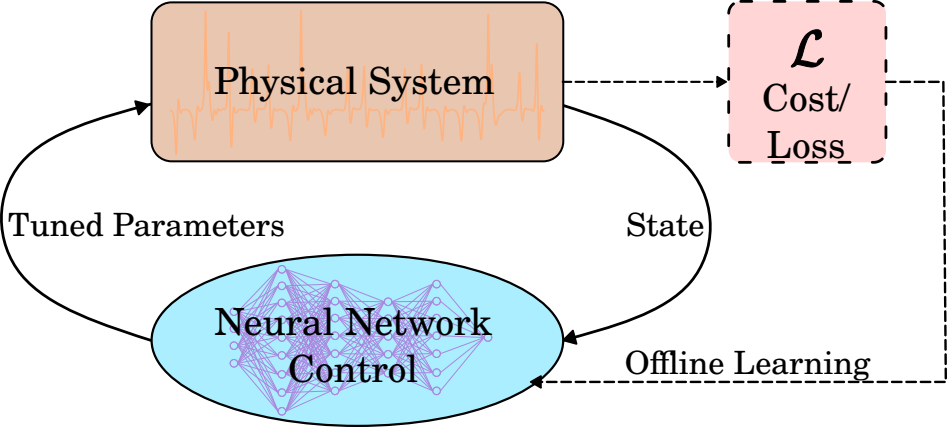 Physical System
ℒ
Cost/
Loss
Tuned Parameters
State
Neural Network
Control
Offline Learning